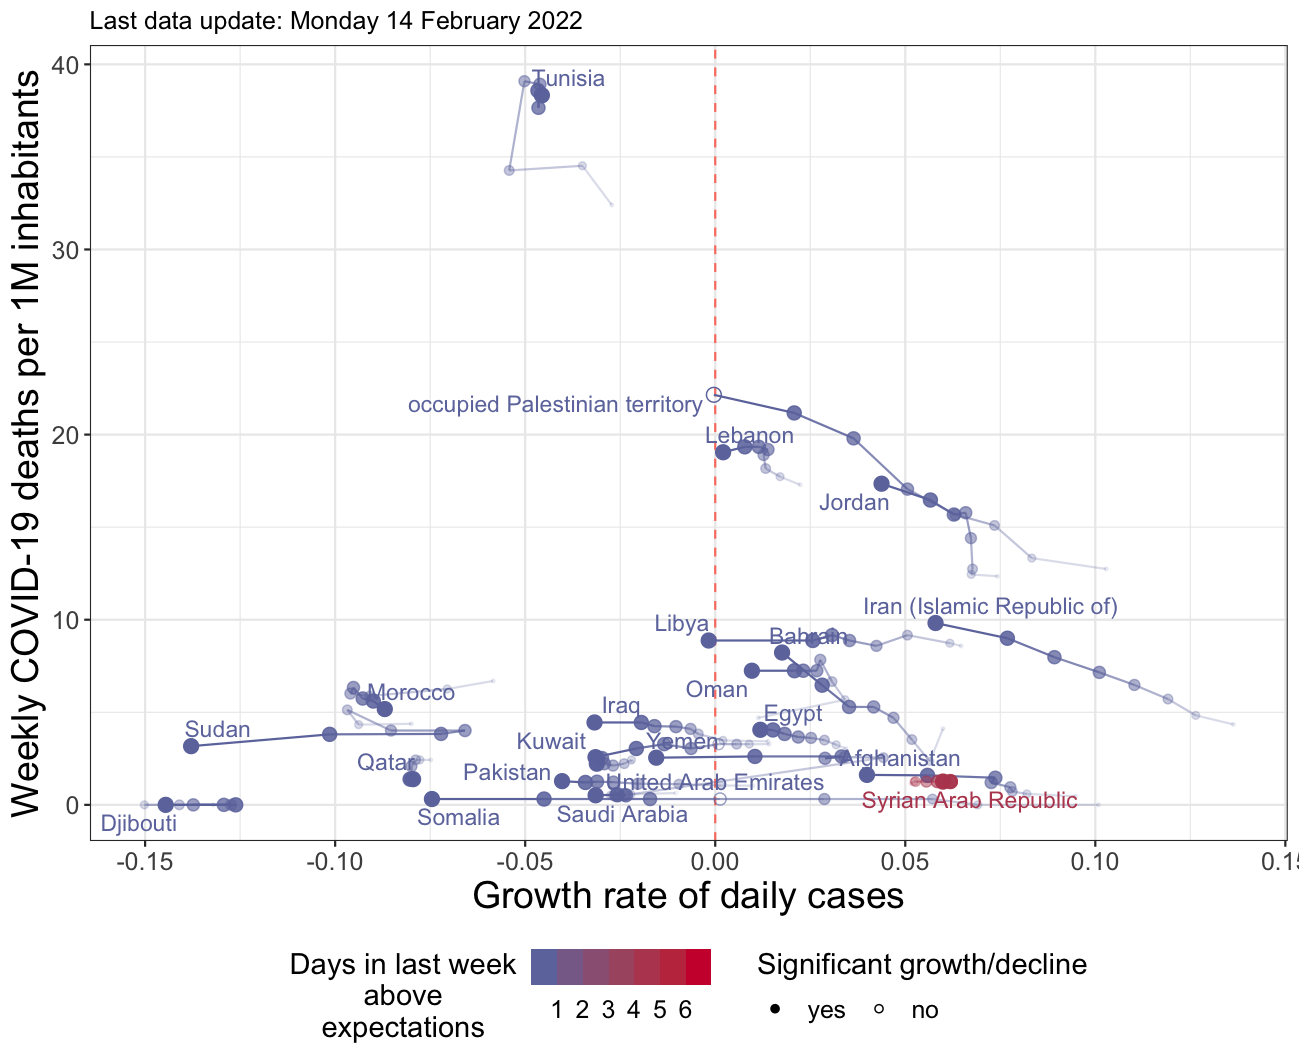 Last data update: Monday 14 February 2022
Weekly COVID-19 deaths per 1M inhabitants
40
30
20
10
0
Tunisia
occupied Palestinian territory
Lebanon
Jordan
Iran (Islamic Republic of)
Libya
Bahrain
Oman
Morocco
Iraq
Egypt
Sudan
Kuwait
Yemen
Qatar
Pakistan
Afghanistan
United Arab Emirates
Syrian Arab Republic
Somalia
Saudi Arabia
Djibouti
-0.15 -0.10 -0.05 0.00 0.05 0.10 0.1
Growth rate of daily cases
Days in last week
above
expectations
1 2 3 4 5 6
Significant growth/decline
yes no